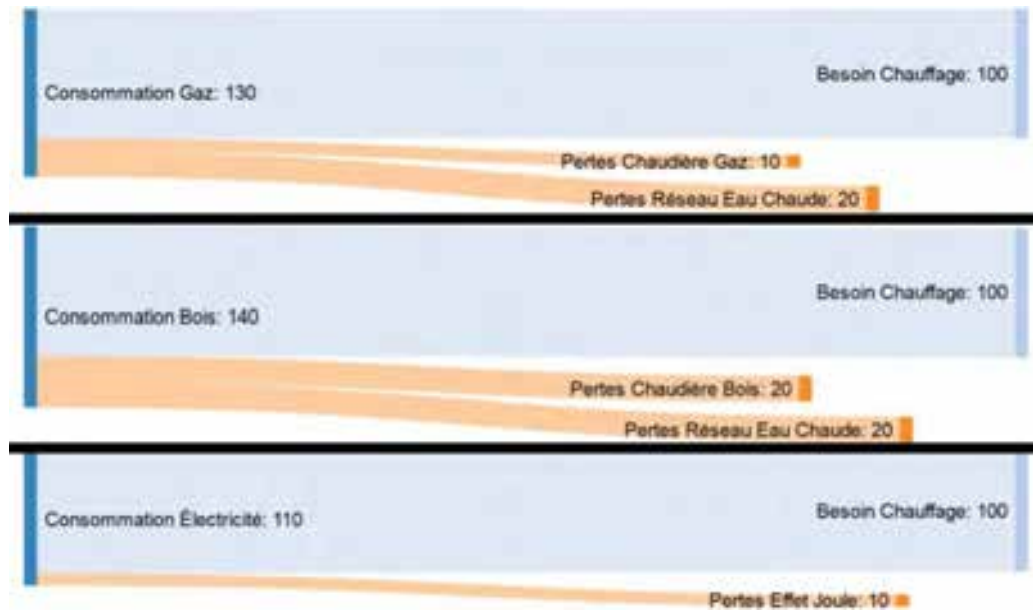 Besoin Chauffage: 100
Consommation Gaz: 130
Pertes Chaudière Gaz: 10
Pertes Réseau Eau Chaude: 20
Besoin Chauffage: 100
Consommation Bois: 140
Pertes Chaudière Bois: 20
Pertes Réseau Eau Chaude: 20
Besoin Chauffage: 100
Consommation Électricité: 110
Pertes Effet Joule: 10